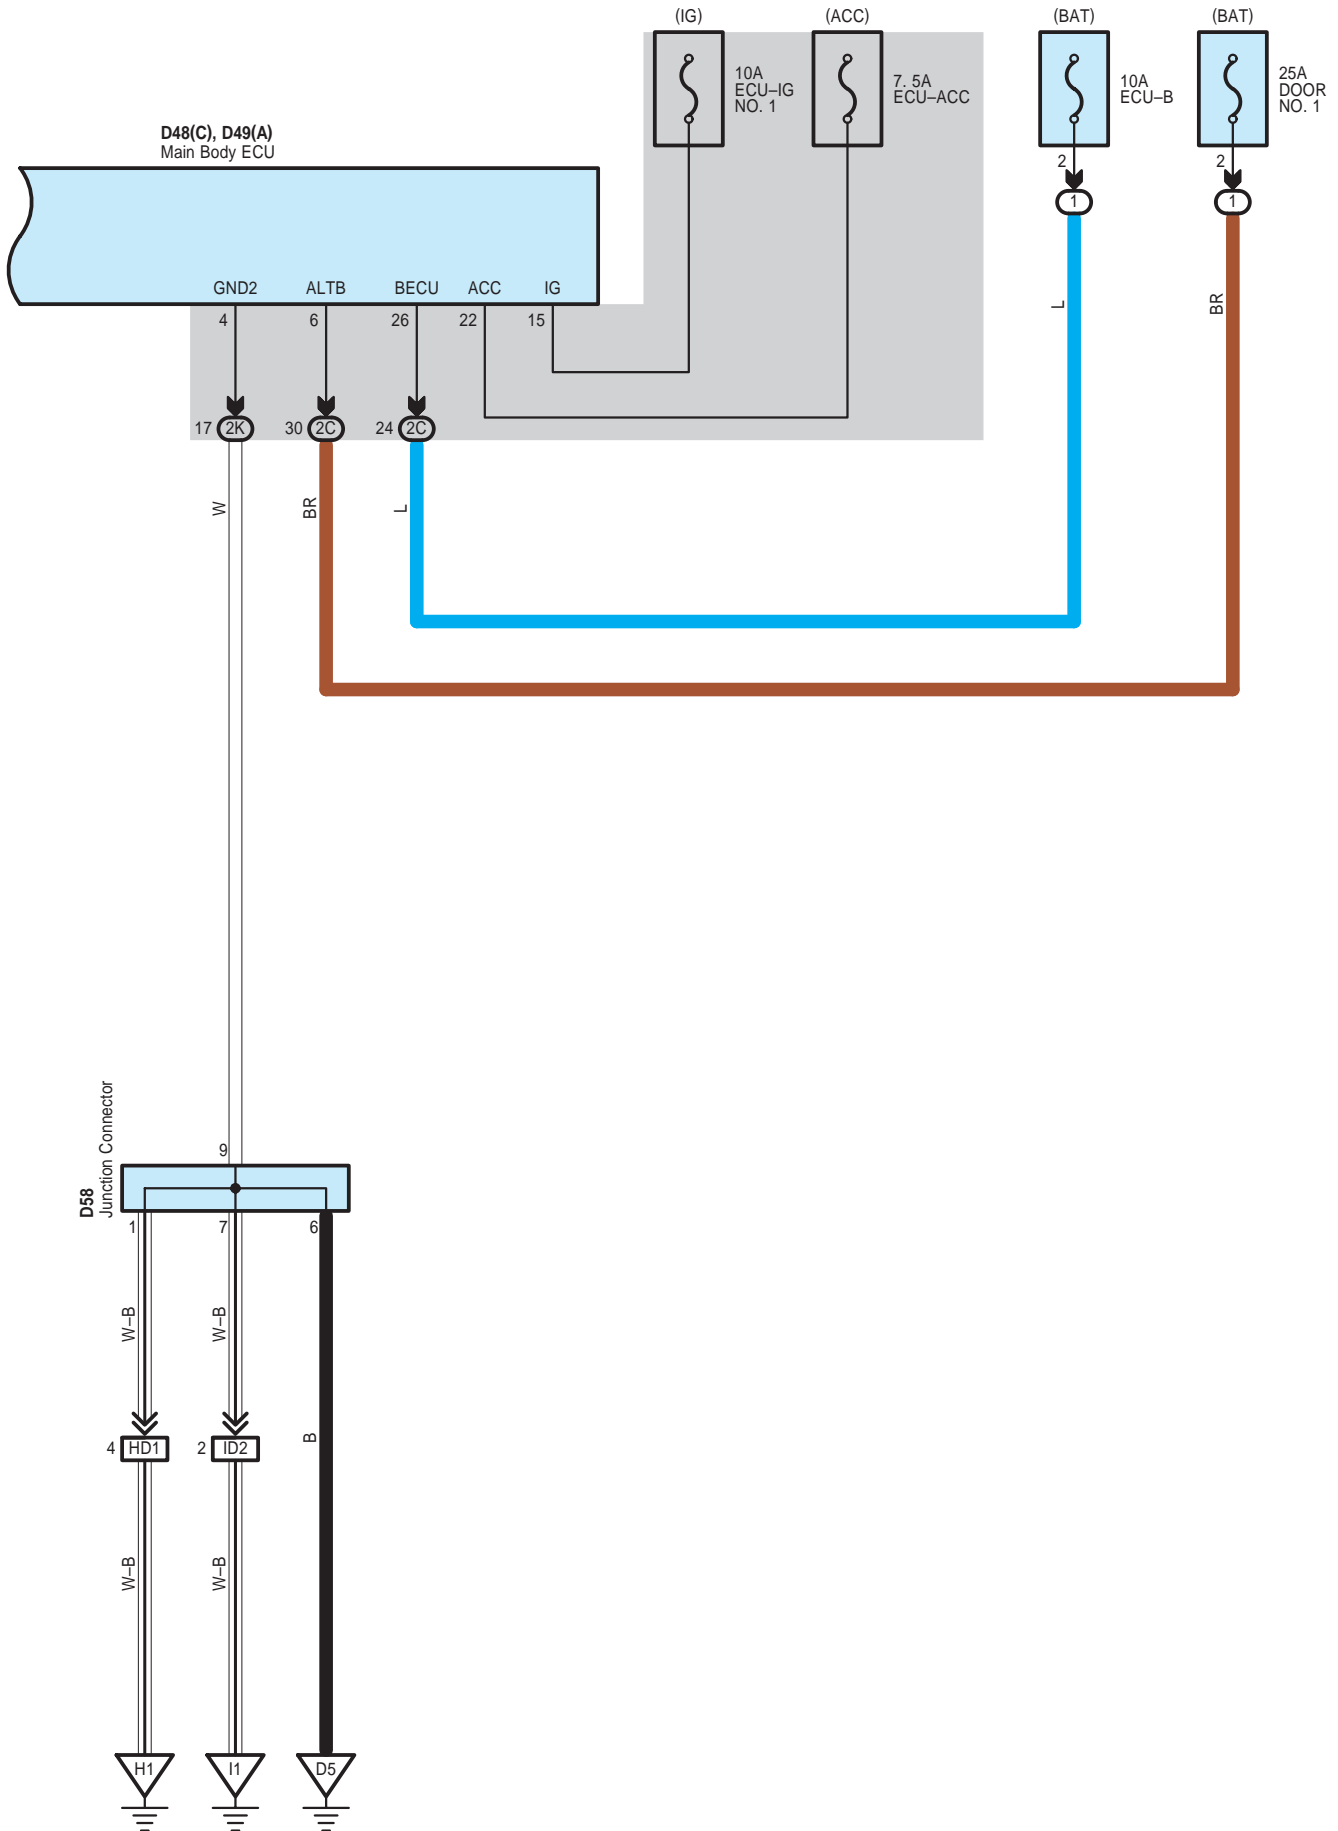 (IG)
(ACC)
(BAT)
(BAT)
10A
ECU–IG
NO. 1
7. 5A
ECU–ACC
10A
ECU–B
25A
DOOR
NO. 1
D48(C), D49(A)
Main Body ECU
2
2
1
1
GND2
ALTB
BECU
ACC
IG
4
6
26
22
15
L
BR
17
2K
30
2C
24
2C
W
BR
L
D58
Junction Connector
9
1
7
6
W–B
W–B
B
4
HD1
2
ID2
W–B
W–B
H1
I1
D5